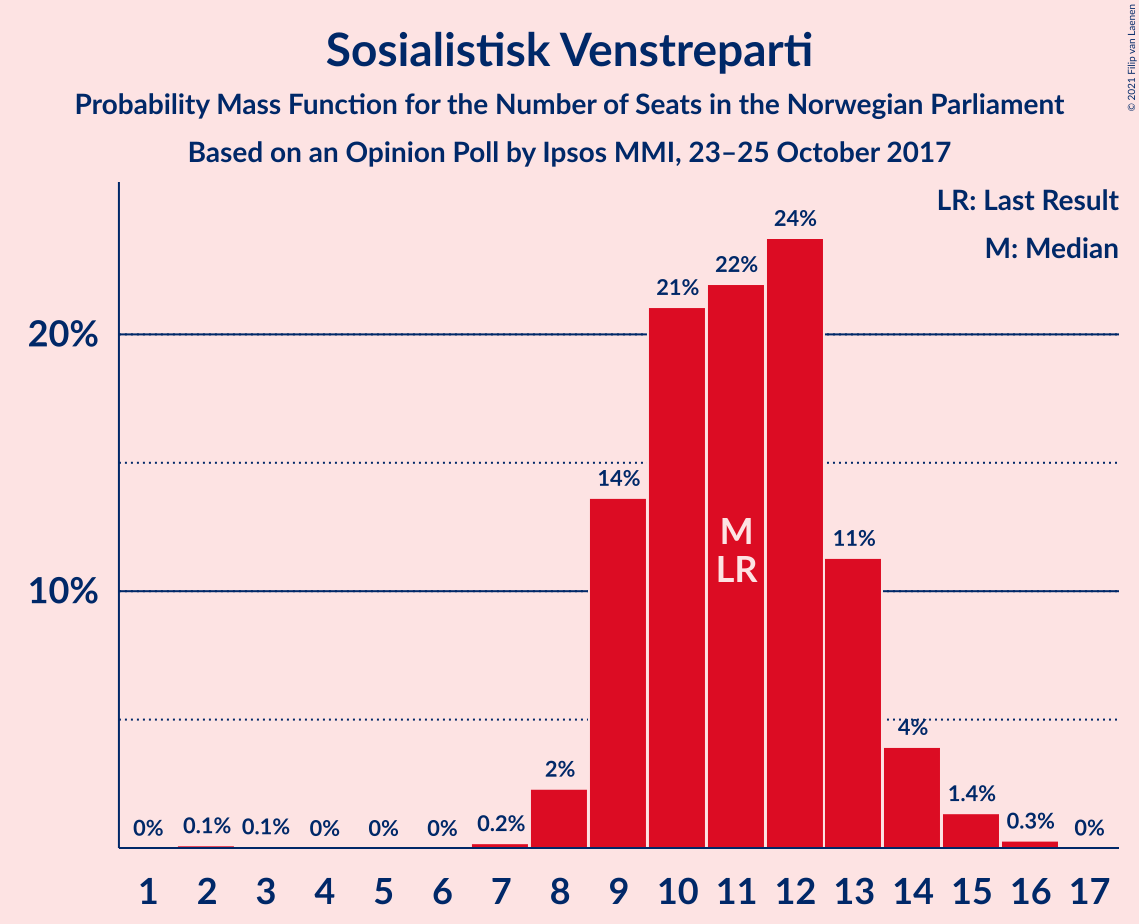 Sosialistisk Venstreparti
Probability Mass Function for the Number of Seats in the Norwegian Parliament
Based on an Opinion Poll by Ipsos MMI, 23–25 October 2017
© 2021 Filip van Laenen
LR: Last Result
M: Median
20%
10%
0%
0.1%
0.1%
0%
0%
0%
0.2%
2%
14%
21%
22%
24%
11%
4%
1.4%
0.3%
0%
M
LR
1 2 3 4 5 6 7 8 9 10 11 12 13 14 15 16 17